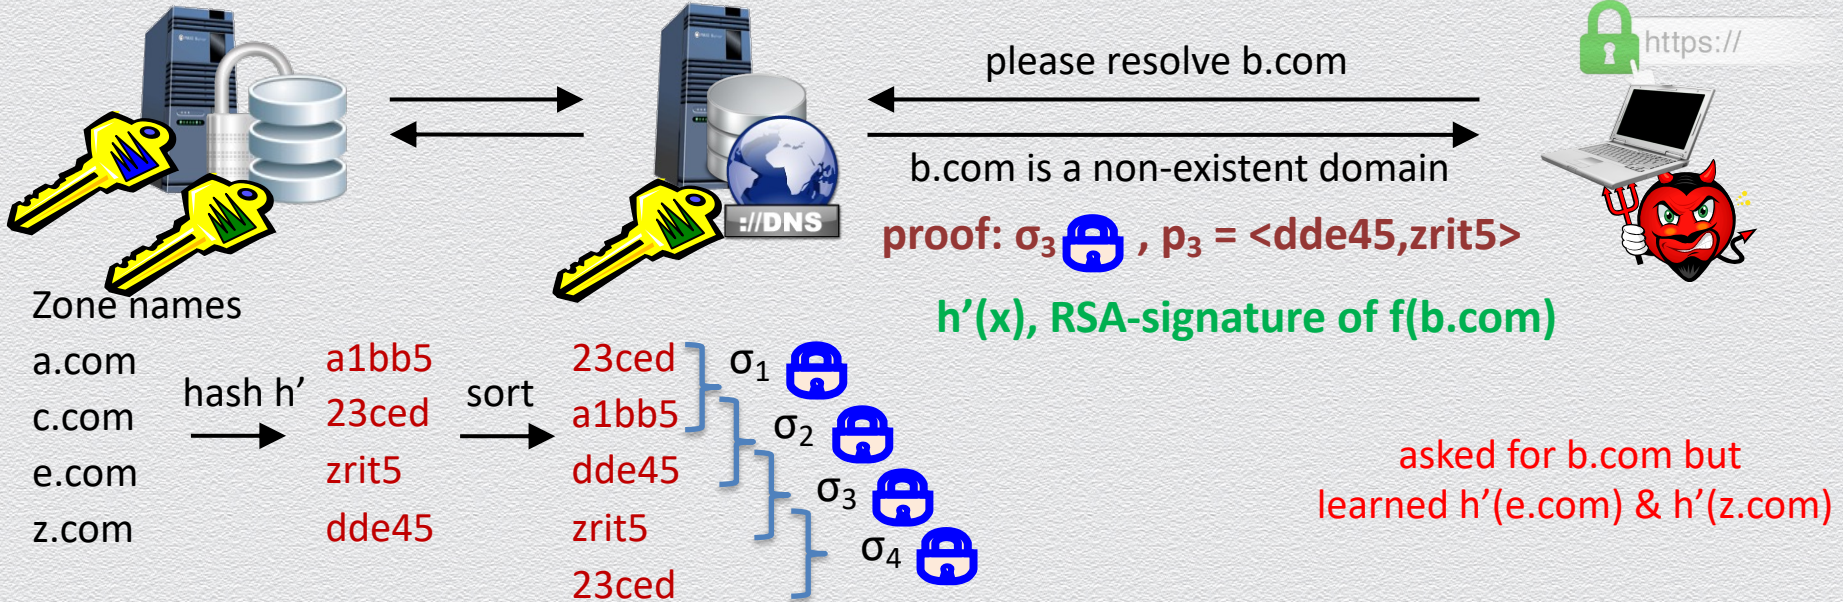 https://
please resolve b.com
b.com is a non-existent domain
://DNS
proof: σ₃ , p₃ = <dde45,zrit5>
h’(x), RSA-signature of f(b.com)
Zone names
a.com
c.com
e.com
z.com
hash h’
a1bb5
23ced
zrit5
dde45
sort
23ced
a1bb5
dde45
zrit5
23ced
σ₁
σ₂
σ₃
σ₄
asked for b.com but
learned h’(e.com) & h’(z.com)